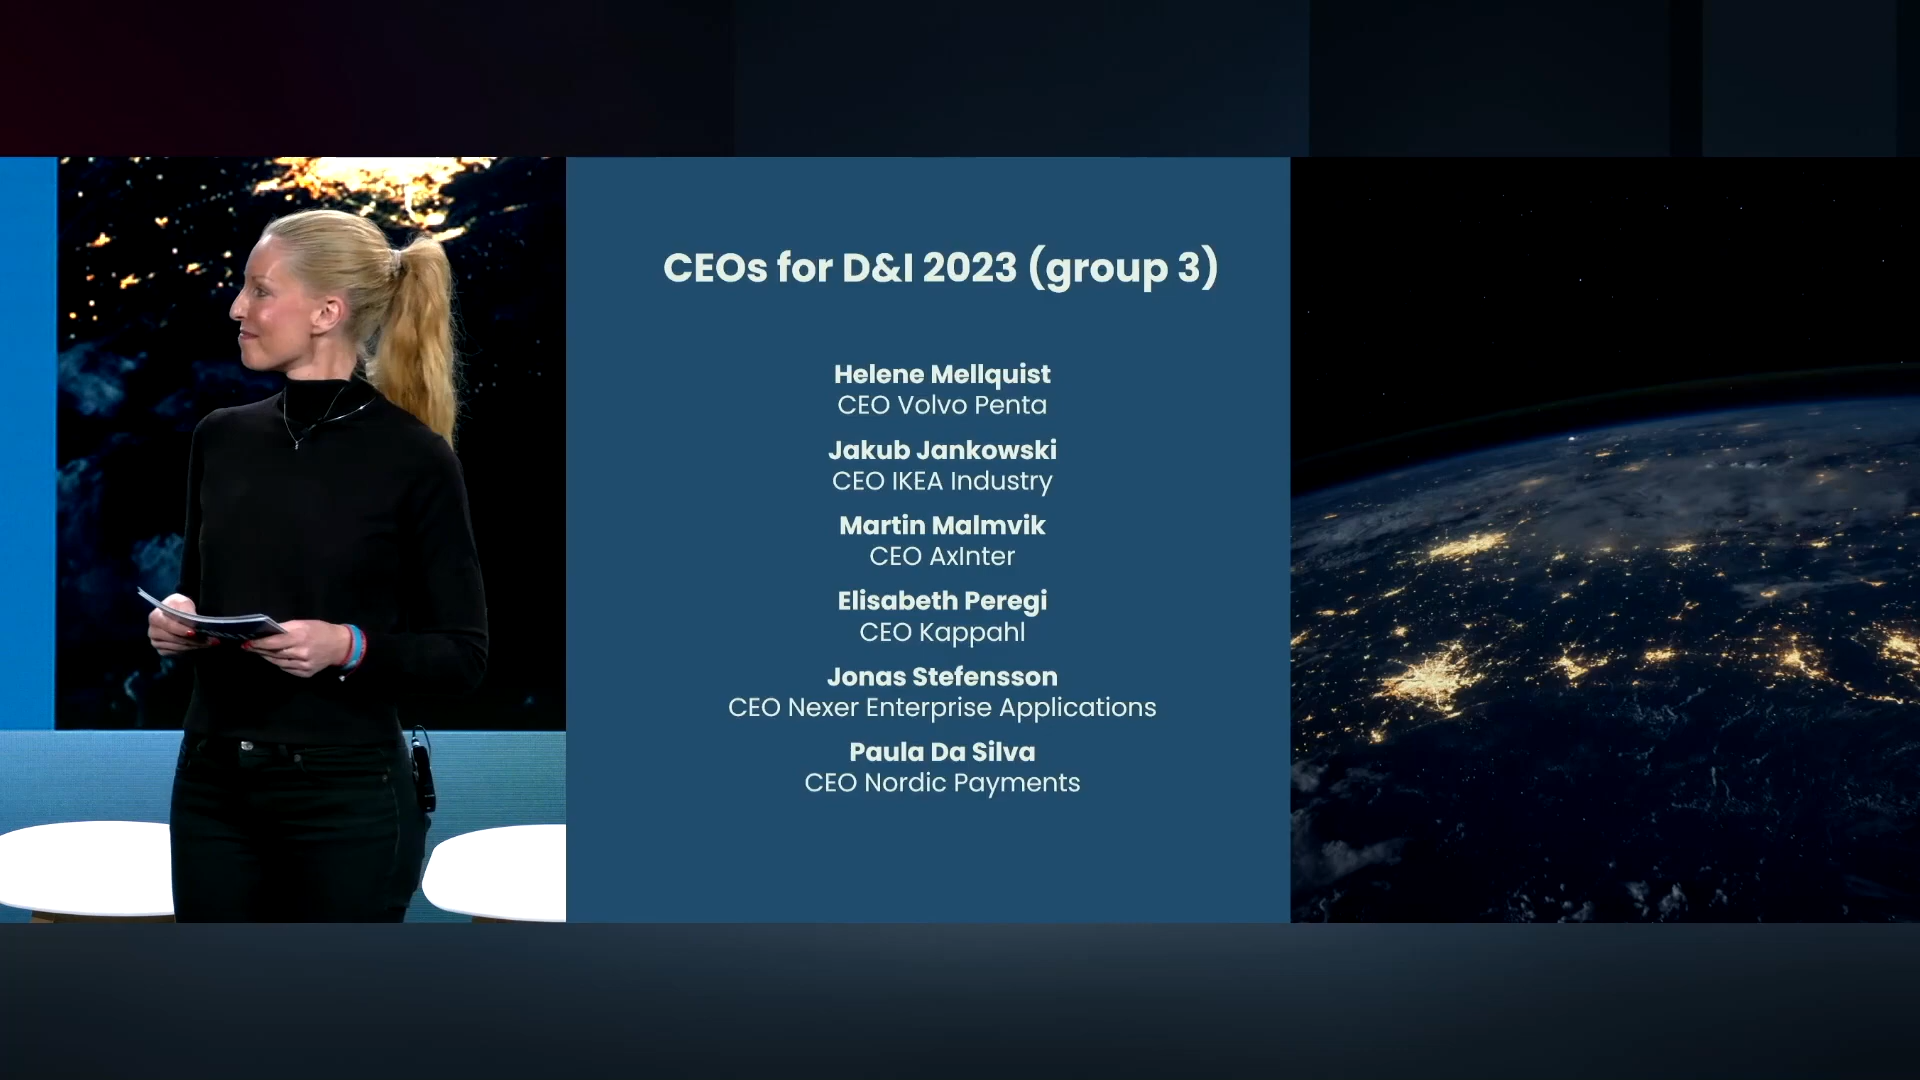 CEOs for D&I 2023 (group 3)
Helene Mellquist
CEO Volvo Penta
Jakub Jankowski
CEO IKEA Industry
Martin Malmvik
CEO AxInter
Elisabeth Peregi
CEO Kappahl
Jonas Stefensson
CEO Nexer Enterprise Applications
Paula Da Silva
CEO Nordic Payments